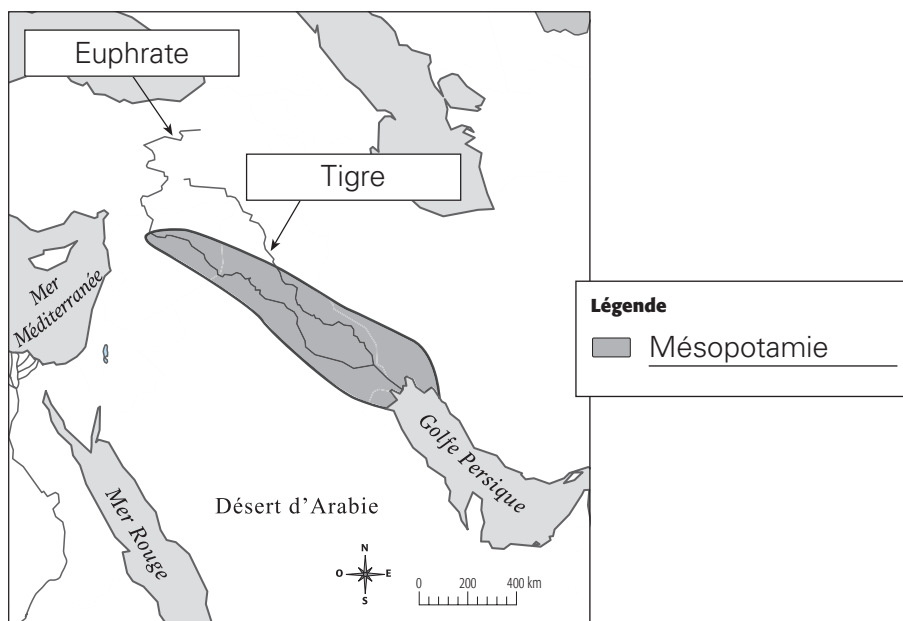 Euphrate
Tigre
Mer
Méditerranée
Légende
Mésopotamie
Golfe Persique
Désert d’Arabie
Mer Rouge
N
O
E
S
0 200 400 km